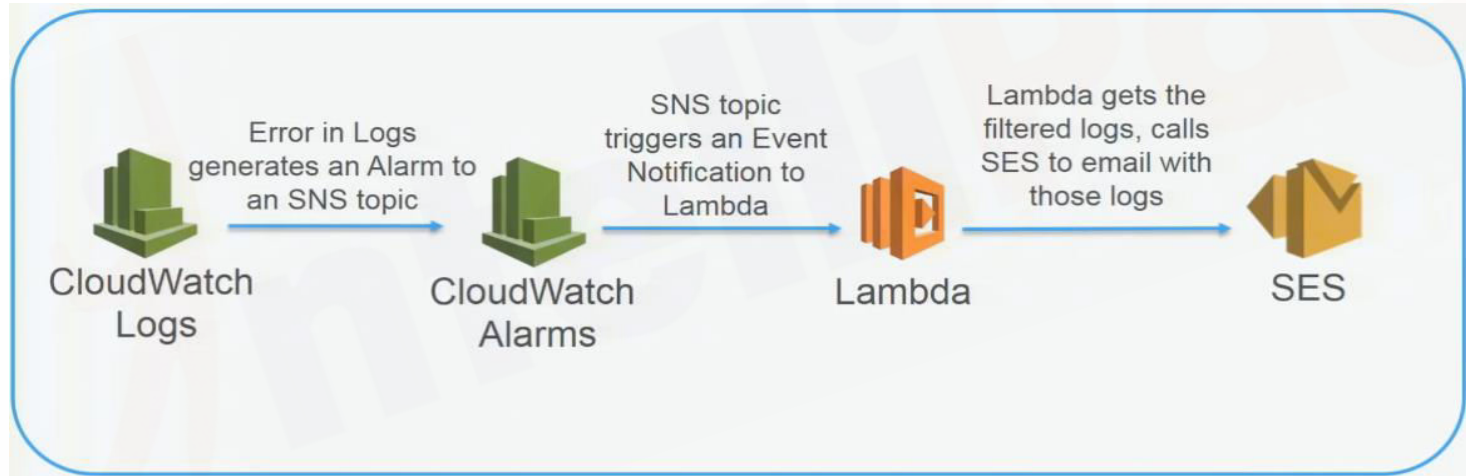 Error in Logs
generates an Alarm to
an SNS topic
SNS topic
triggers an Event
Notification to
Lambda
Lambda gets the
filtered logs, calls
SES to email with
those logs
CloudWatch
Logs
CloudWatch
Alarms
Lambda
SES